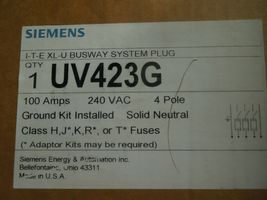 SIEMENS
I-T-E XL-U BUSWAY SYSTEM PLUG
QTY
1 UV423G
100 Amps 240 VAC 4 Pole
Ground Kit Installed Solid Neutral
Class H,J*,K,R*, or T* Fuses
(* Adaptor Kits may be required)
Siemens Energy & Automation Inc.
Bellefontaine, Ohio 43311
Made in U.S.A.